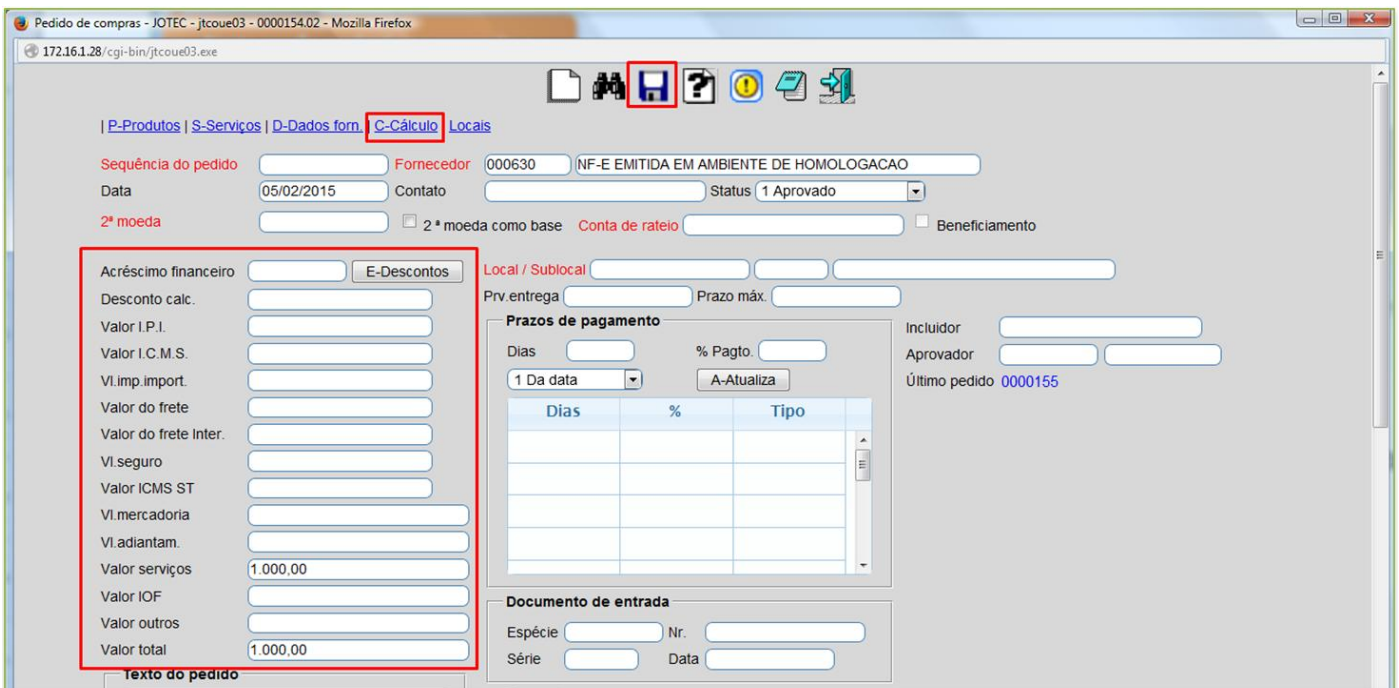 Pedido de compras - JOTEC - jtcoue03 - 0000154.02 - Mozilla Firefox
172.16.1.28/cgi-bin/jtcoue03.exe
| P-Produtos | S-Serviços | D-Dados forn. | C-Cálculo Locais
Sequência do pedido Fornecedor 000630 NF-E EMITIDA EM AMBIENTE DE HOMOLOGACAO
Data 05/02/2015 Contato Status 1 Aprovado
2ª moeda 2 ª moeda como base Conta de rateio Beneficiamento
Acréscimo financeiro E-Descontos Local / Sublocal
Desconto calc. Prv.entrega Prazo máx.
Prazos de pagamento
Valor I.P.I. Incluidor
Dias % Pagto.
Valor I.C.M.S. Aprovador
Vl.imp.import. 1 Da data A-Atualiza Último pedido 0000155
Valor do frete Dias % Tipo
Valor do frete Inter.
Vl.seguro
Valor ICMS ST
Vl.mercadoria
Vl.adiantam.
Valor serviços 1.000,00
Valor IOF Documento de entrada
Valor outros Espécie Nr.
Valor total 1.000,00 Série Data
Texto do pedido